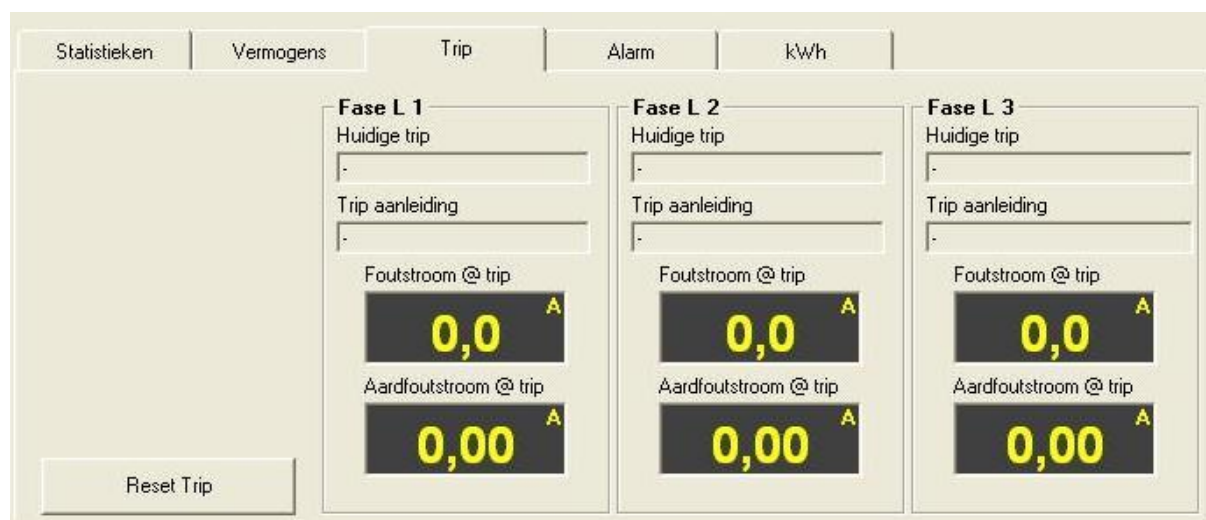 Statistieken Vermogens Trip Alarm kWh
Fase L 1
Huidige trip
-
Trip aanleiding
-
Foutstroom @ trip
0,0 A
Aardfoutstroom @ trip
0,00 A
Fase L 2
Huidige trip
-
Trip aanleiding
-
Foutstroom @ trip
0,0 A
Aardfoutstroom @ trip
0,00 A
Fase L 3
Huidige trip
-
Trip aanleiding
-
Foutstroom @ trip
0,0 A
Aardfoutstroom @ trip
0,00 A
Reset Trip